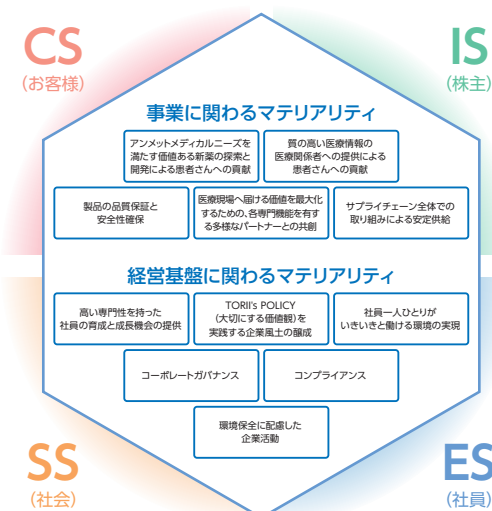 CS
(お客様)
IS
(株主)
事業に関わるマテリアリティ
アンメットメディカルニーズを
満たす価値ある新薬の探索と
開発による患者さんへの貢献
質の高い医療情報の
医療関係者への提供による
患者さんへの貢献
製品の品質保証と
安全性確保
医療現場へ届ける価値を最大化
するための、各専門機能を有す
る多様なパートナーとの共創
サプライチェーン全体での
取り組みによる安定供給
経営基盤に関わるマテリアリティ
高い専門性を持った
社員の育成と成長機会の提供
TORII's POLICY
(大切にする価値観)を
実践する企業風土の醸成
社員一人ひとりが
いきいきと働ける環境の実現
コーポレートガバナンス
コンプライアンス
環境保全に配慮した
企業活動
SS
(社会)
ES
(社員)